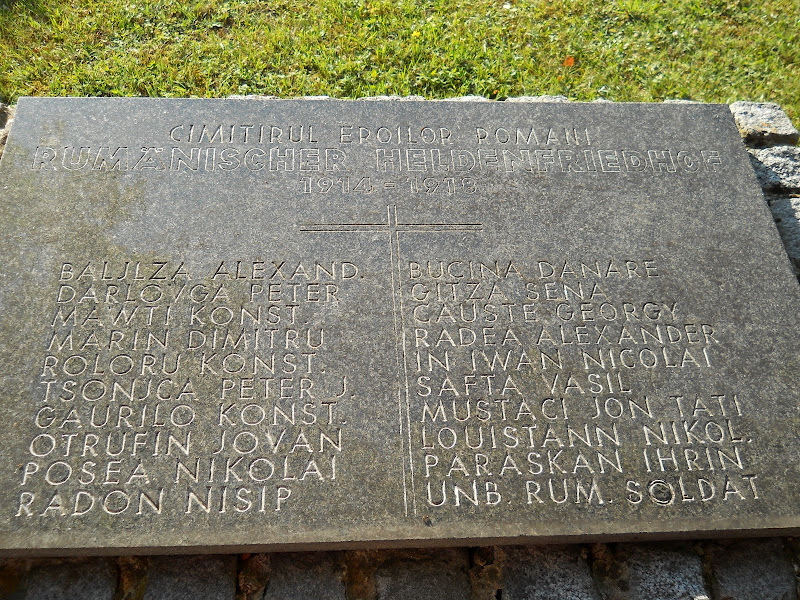 CIMITIRUL EROILOR ROMANI
RUMÄNISCHER HELDENFRIEDHOF
1914 - 1918
BALJLZA ALEXAND.
DARLOVGA PETER
MAWTI KONST.
MARIN DIMITRU
ROLORU KONST.
TSONJCA PETER J.
GAURILO KONST.
OTRUFIN JOVAN
POSEA NIKOLAI
RADON NISIP
BUCINA DANARE
GITZA SENA
CAUSTE GEORGY
RADEA ALEXANDER
IN JWAN NICOLAI
SAFTA VASIL
MUSTACI JON TATI
LOUISTANN NIKOL.
PARASKAN IHRIN
UNB. RUM. SOLDAT